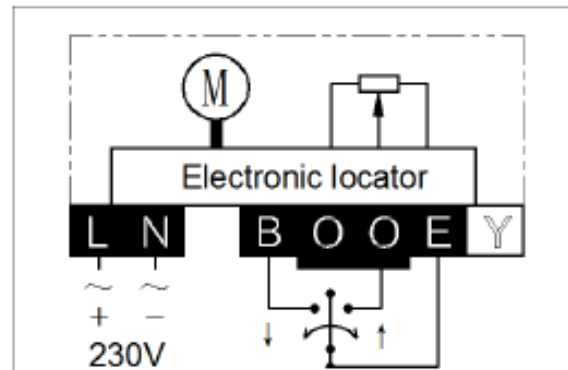 M
Electronic locator
L N B O O E Y
~ ~ ↓ ↑
+ −
230V